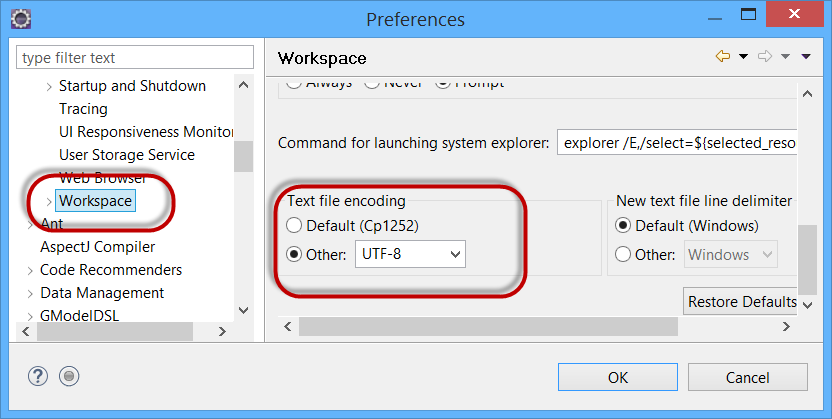 Preferences
type filter text
Startup and Shutdown
Tracing
UI Responsiveness Monitor
User Storage Service
Web Browser
Workspace
Ant
AspectJ Compiler
Code Recommenders
Data Management
GModelDSL
Workspace
Always Never Prompt
Command for launching system explorer: explorer /E,/select=${selected_reso
Text file encoding
Default (Cp1252)
Other: UTF-8
New text file line delimiter
Default (Windows)
Other: Windows
Restore Defaults
OK Cancel